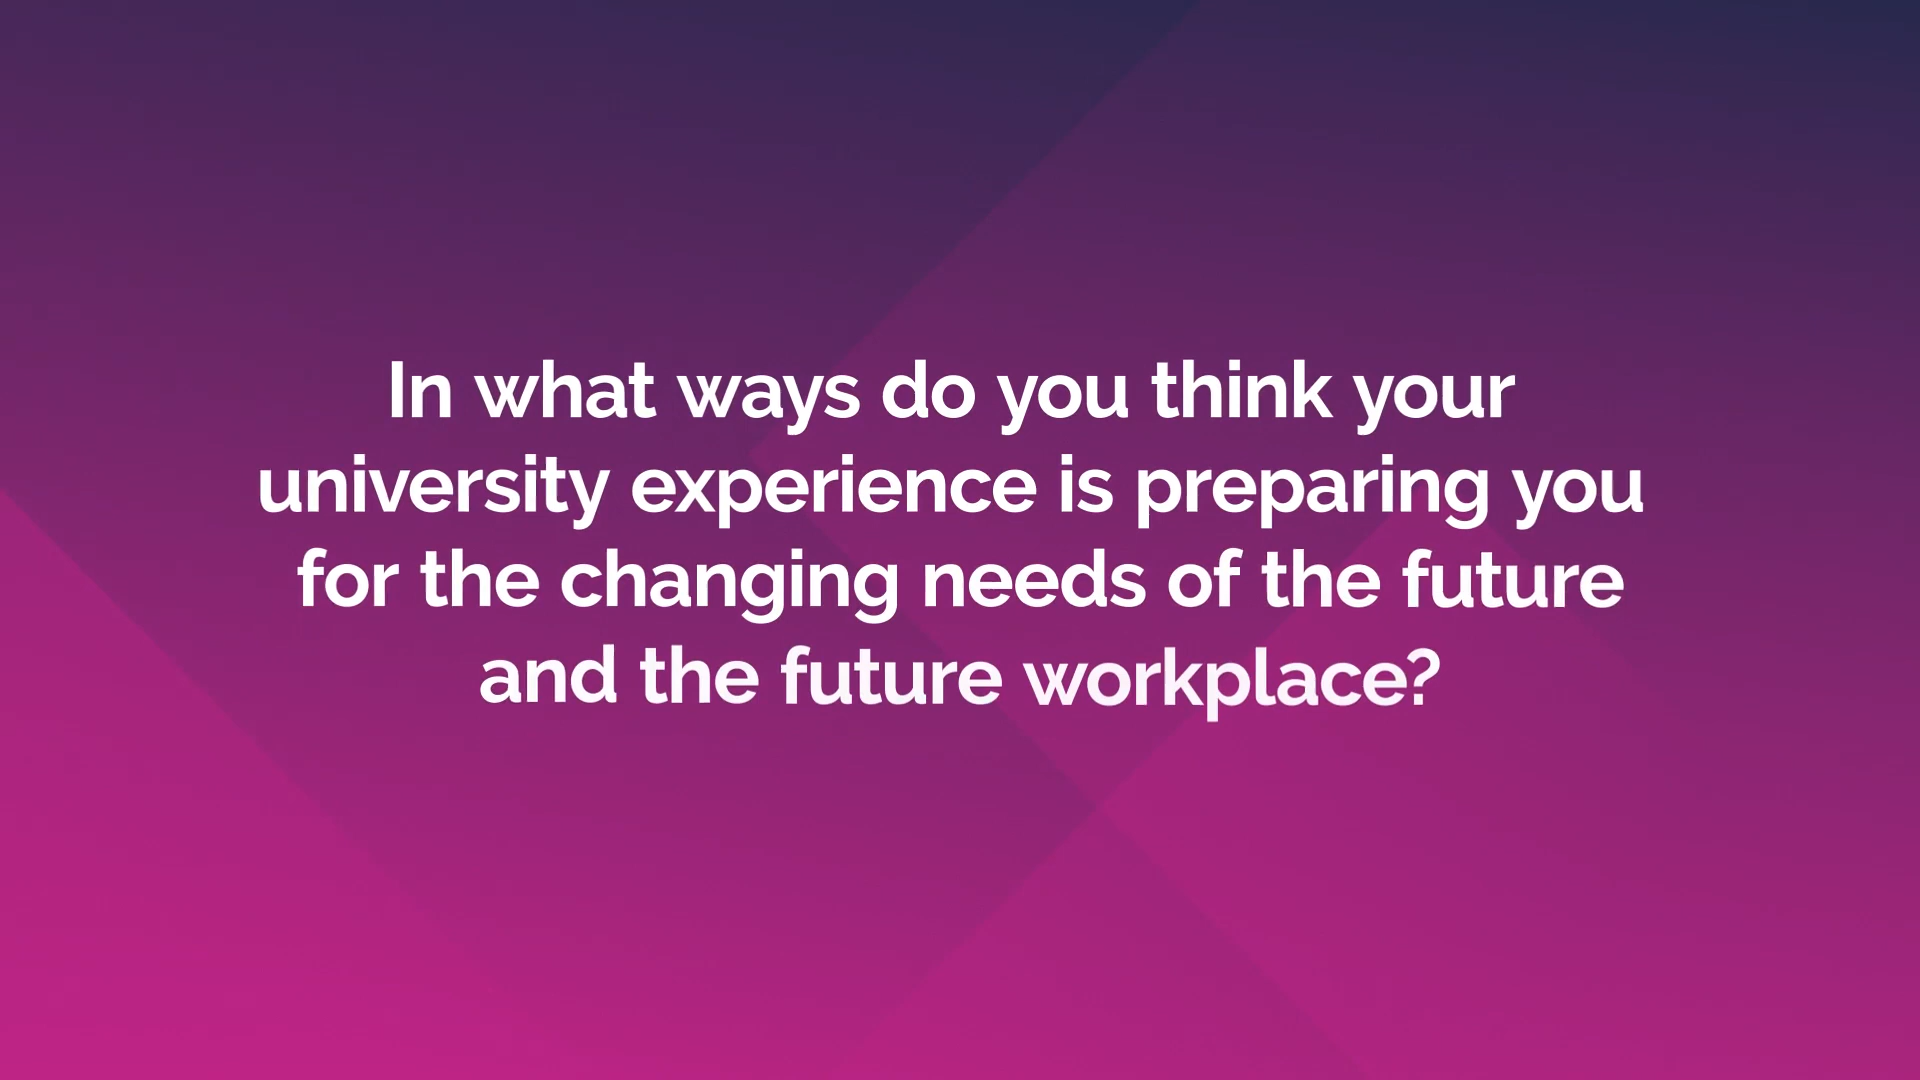 In what ways do you think your
university experience is preparing you
for the changing needs of the future
and the future workplace?